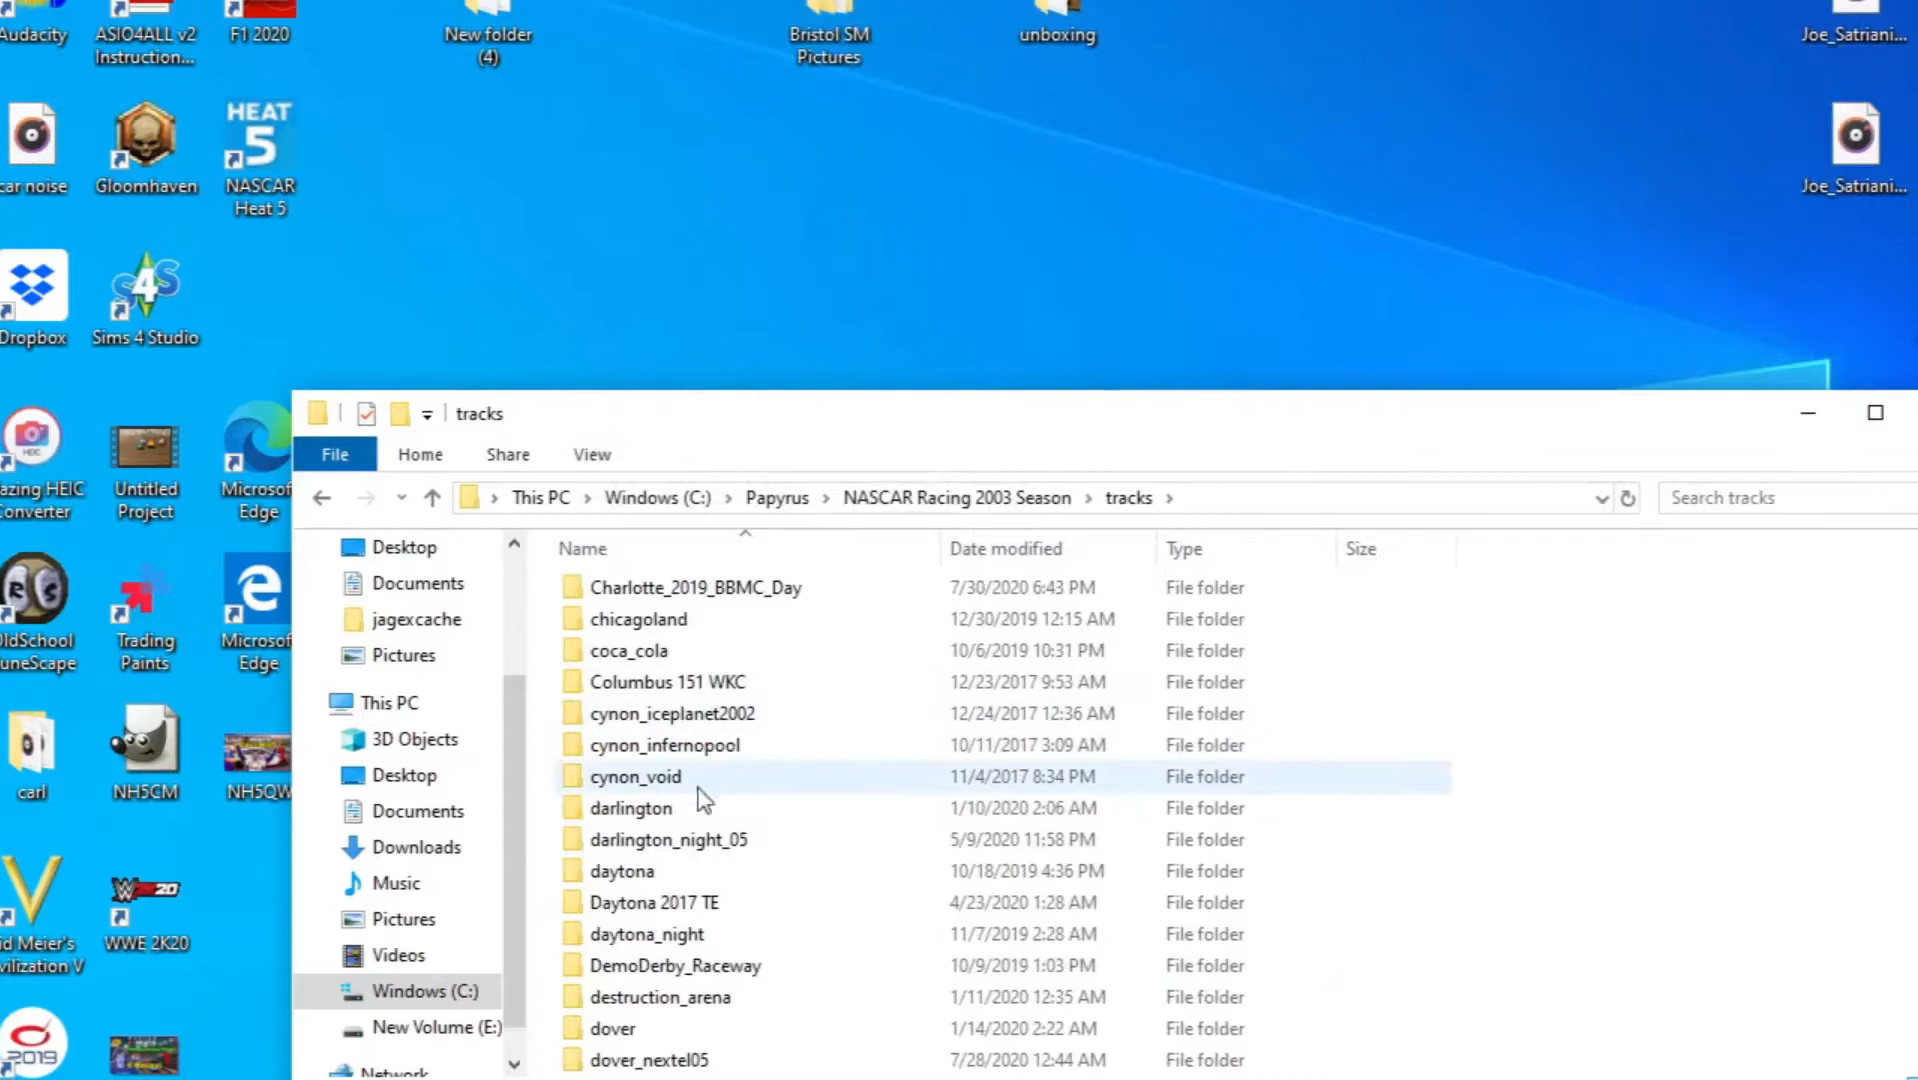 Audacity
ASIO4ALL v2
Instruction...
F1 2020
New folder
(4)
Bristol SM
Pictures
unboxing
Joe_Satriani...
car noise
Gloomhaven
HEAT
5
NASCAR
Heat 5
Joe_Satriani...
Dropbox
S4S
Sims 4 Studio
tracks
File
Home
Share
View
HEIC
azing HEIC
Converter
Untitled
Project
Microsof
Edge
This PC
Windows (C:)
Papyrus
NASCAR Racing 2003 Season
tracks
Search tracks
Name
Date modified
Type
Size
Charlotte_2019_BBMC_Day 7/30/2020 6:43 PM File folder
chicagoland 12/30/2019 12:15 AM File folder
coca_cola 10/6/2019 10:31 PM File folder
Columbus 151 WKC 12/23/2017 9:53 AM File folder
cynon_iceplanet2002 12/24/2017 12:36 AM File folder
cynon_infernopool 10/11/2017 3:09 AM File folder
cynon_void 11/4/2017 8:34 PM File folder
darlington 1/10/2020 2:06 AM File folder
darlington_night_05 5/9/2020 11:58 PM File folder
daytona 10/18/2019 4:36 PM File folder
Daytona 2017 TE 4/23/2020 1:28 AM File folder
daytona_night 11/7/2019 2:28 AM File folder
DemoDerby_Raceway 10/9/2019 1:03 PM File folder
destruction_arena 1/11/2020 12:35 AM File folder
dover 1/14/2020 2:22 AM File folder
dover_nextel05 7/28/2020 12:44 AM File folder
Desktop
Documents
jagexcache
Pictures
This PC
3D Objects
Desktop
Documents
Downloads
Music
Pictures
Videos
Windows (C:)
New Volume (E:)
Network
RS
OldSchool
RuneScape
Trading
Paints
Microsof
Edge
carl
NH5CM
NH5QW
id Meier's
vilization V
2K20
WWE 2K20
2019